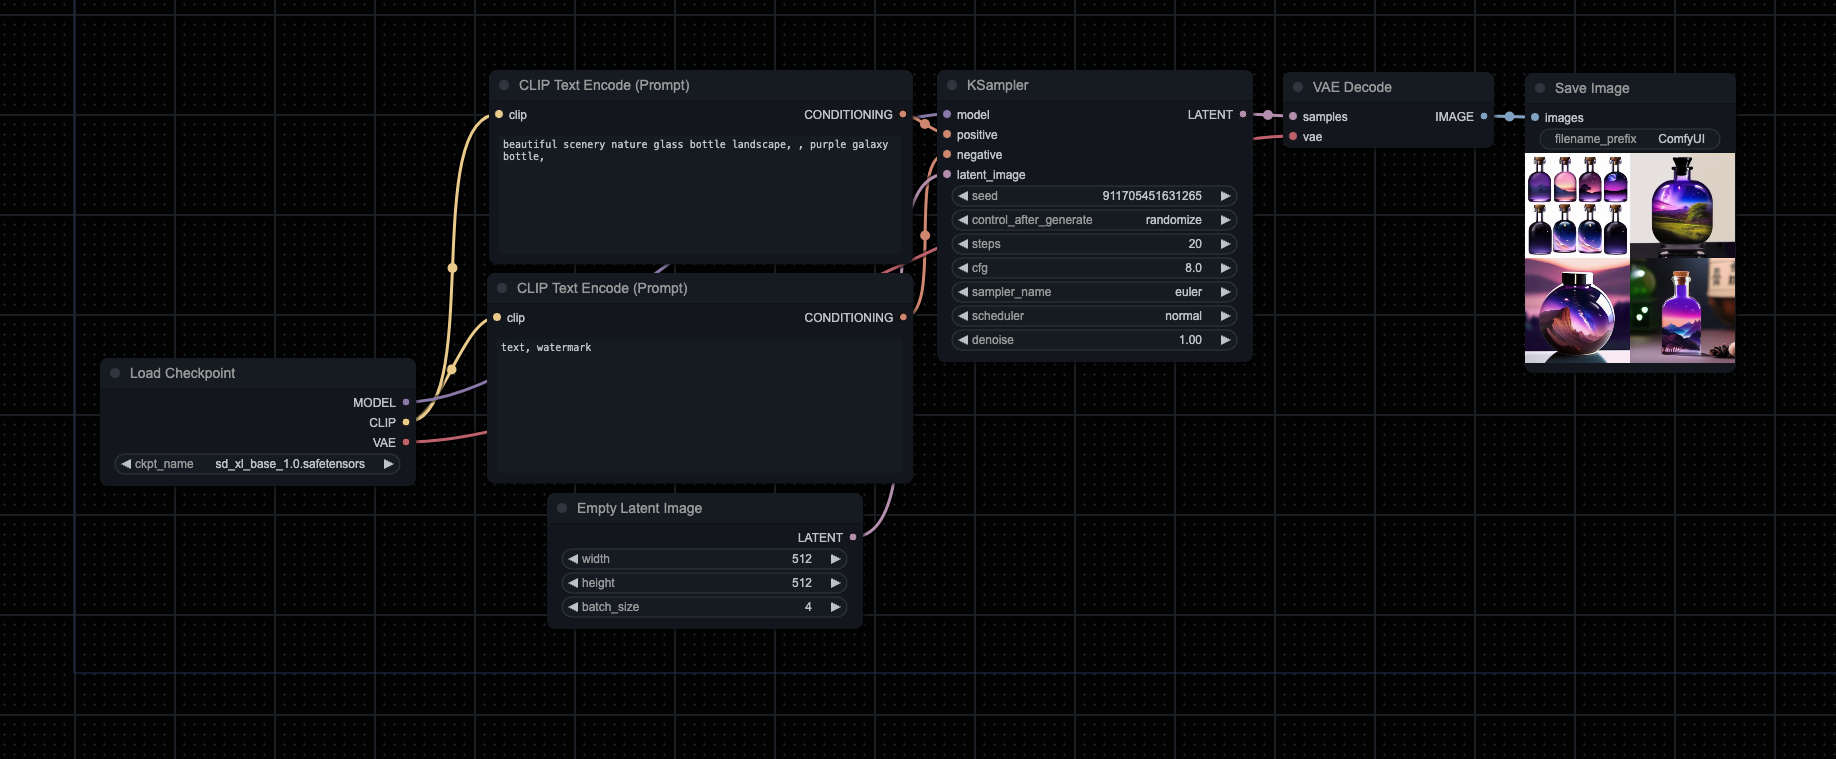 CLIP Text Encode (Prompt)
clip
CONDITIONING
beautiful scenery nature glass bottle landscape, , purple galaxy
bottle,
CLIP Text Encode (Prompt)
clip
CONDITIONING
text, watermark
Load Checkpoint
MODEL
CLIP
VAE
ckpt_name sd_xl_base_1.0.safetensors
Empty Latent Image
LATENT
width 512
height 512
batch_size 4
KSampler
model LATENT
positive
negative
latent_image
seed 911705451631265
control_after_generate randomize
steps 20
cfg 8.0
sampler_name euler
scheduler normal
denoise 1.00
VAE Decode
samples IMAGE
vae
Save Image
images
filename_prefix ComfyUI